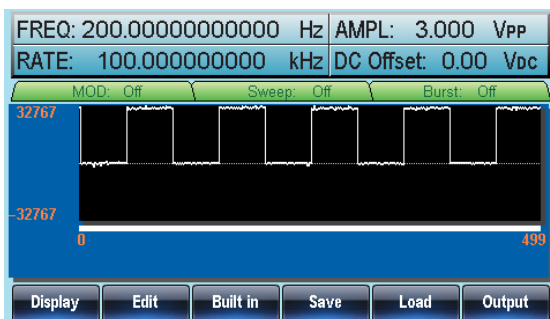 FREQ: 200.00000000000 Hz AMPL: 3.000 VPP
RATE: 100.0000000000 kHz DC Offset: 0.00 VDC
MOD: Off Sweep: Off Burst: Off
32767
-32767
0 499
Display Edit Built in Save Load Output